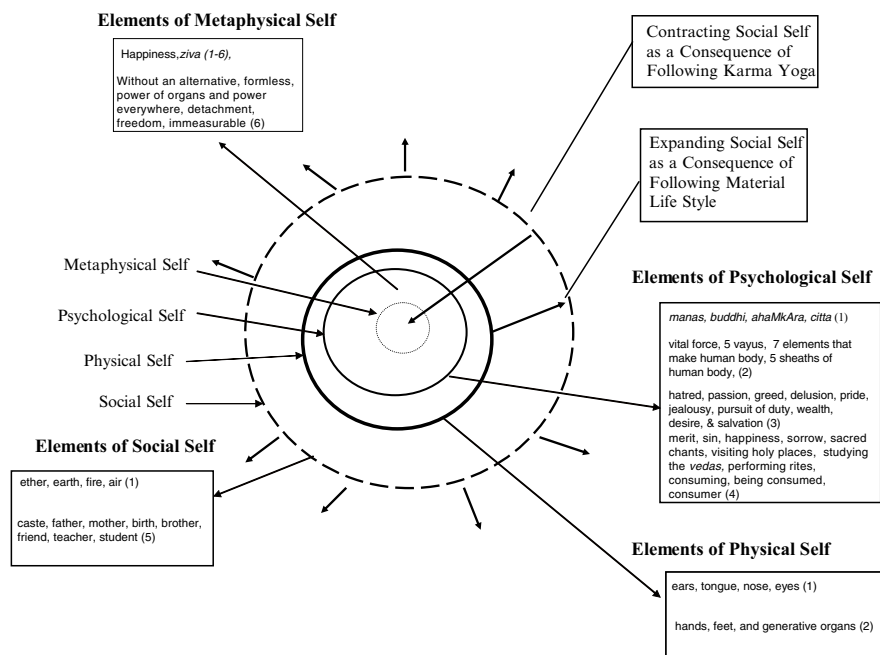 Elements of Metaphysical Self
Happiness,ziva (1-6),
Without an alternative, formless,
power of organs and power
everywhere, detachment,
freedom, immeasurable (6)
Contracting Social Self
as a Consequence of
Following Karma Yoga
Expanding Social Self
as a Consequence of
Following Material
Life Style
Metaphysical Self
Psychological Self
Physical Self
Social Self
Elements of Psychological Self
manas, buddhi, ahaMkAra, citta (1)
vital force, 5 vayus, 7 elements that
make human body, 5 sheaths of
human body, (2)
hatred, passion, greed, delusion, pride,
jealousy, pursuit of duty, wealth,
desire, & salvation (3)
merit, sin, happiness, sorrow, sacred
chants, visiting holy places, studying
the vedas, performing rites,
consuming, being consumed,
consumer (4)
Elements of Social Self
ether, earth, fire, air (1)
caste, father, mother, birth, brother,
friend, teacher, student (5)
Elements of Physical Self
ears, tongue, nose, eyes (1)
hands, feet, and generative organs (2)